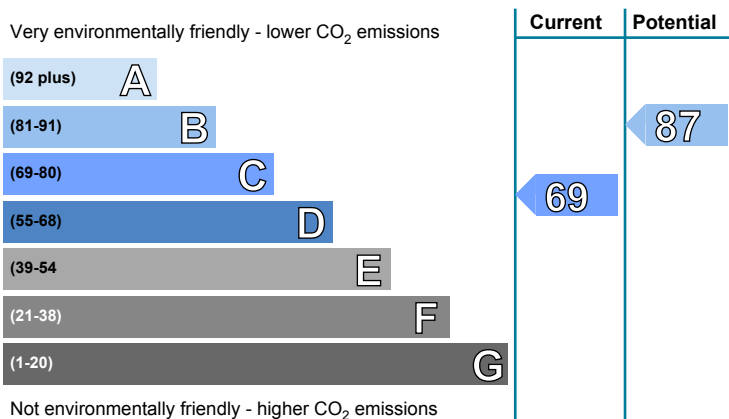 Very environmentally friendly - lower CO₂ emissions
Current
Potential
(92 plus) A
(81-91) B
87
(69-80) C
69
(55-68) D
(39-54 E
(21-38) F
(1-20) G
Not environmentally friendly - higher CO₂ emissions